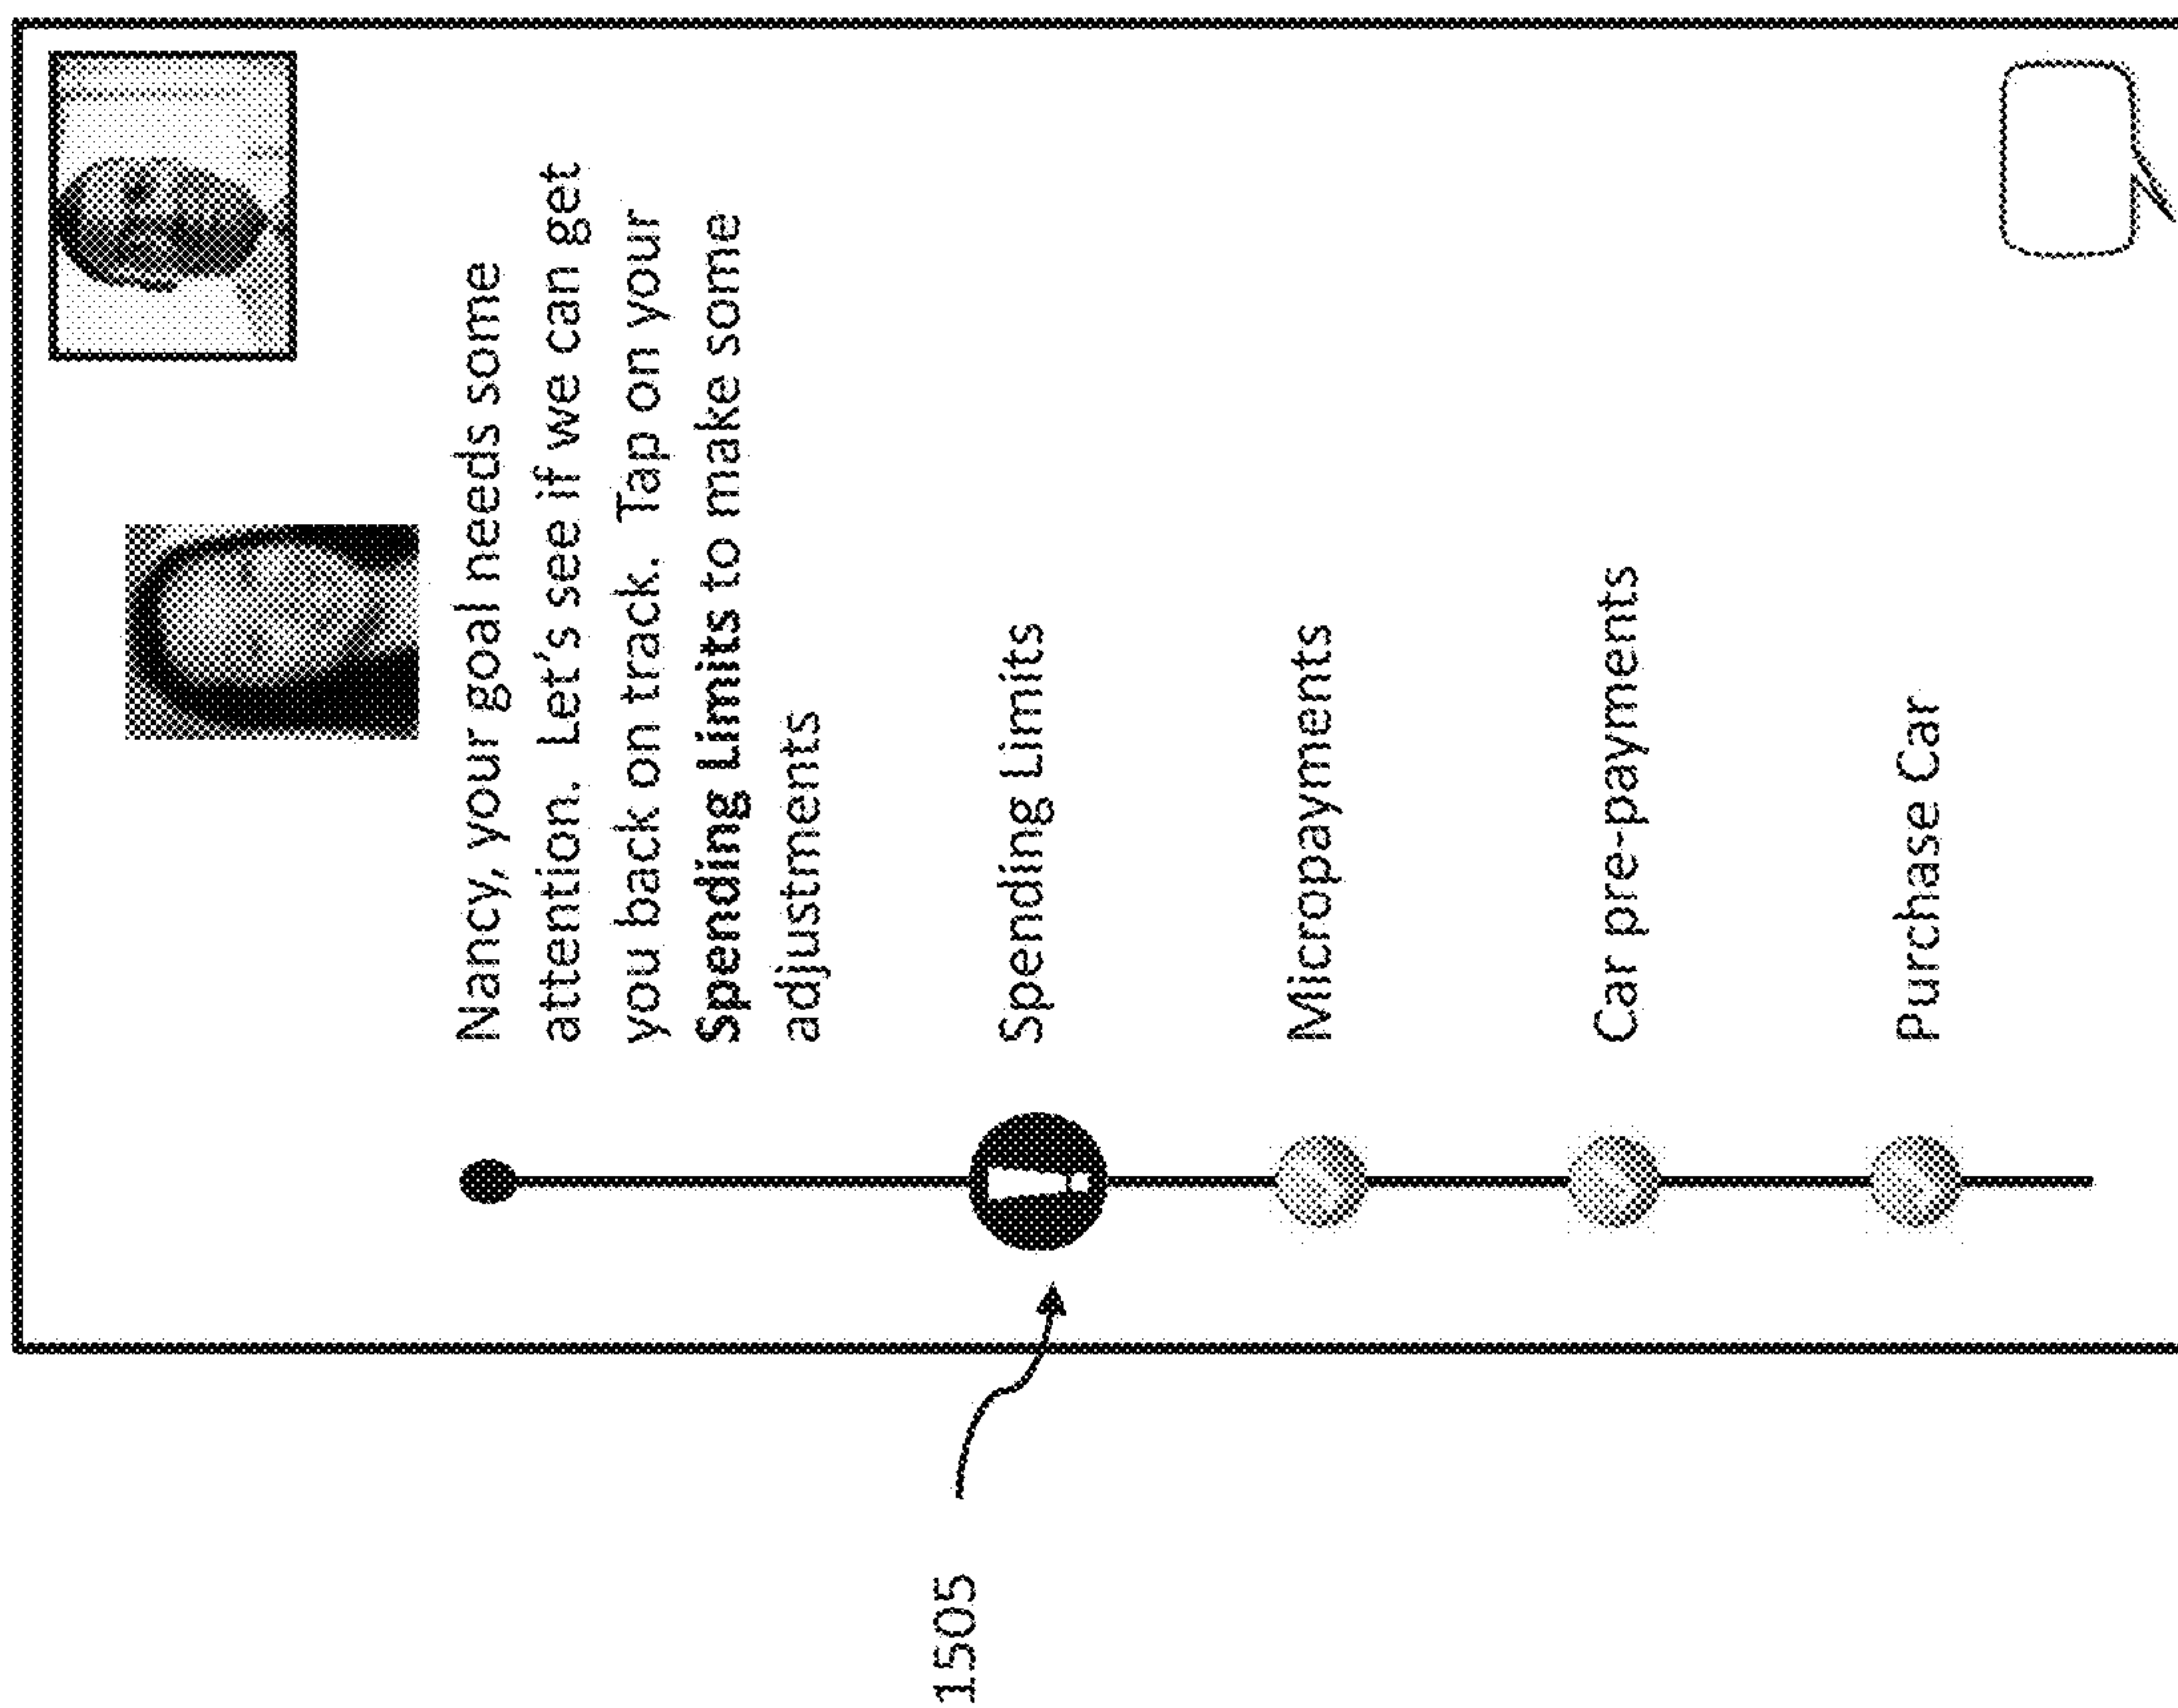 Nancy, your goal needs some
attention. Let's see if we can get
you back on track. Tap on your
Spending Limits to make some
adjustments
Spending Limits
Micropayments
Car pre-payments
Purchase Car
1505